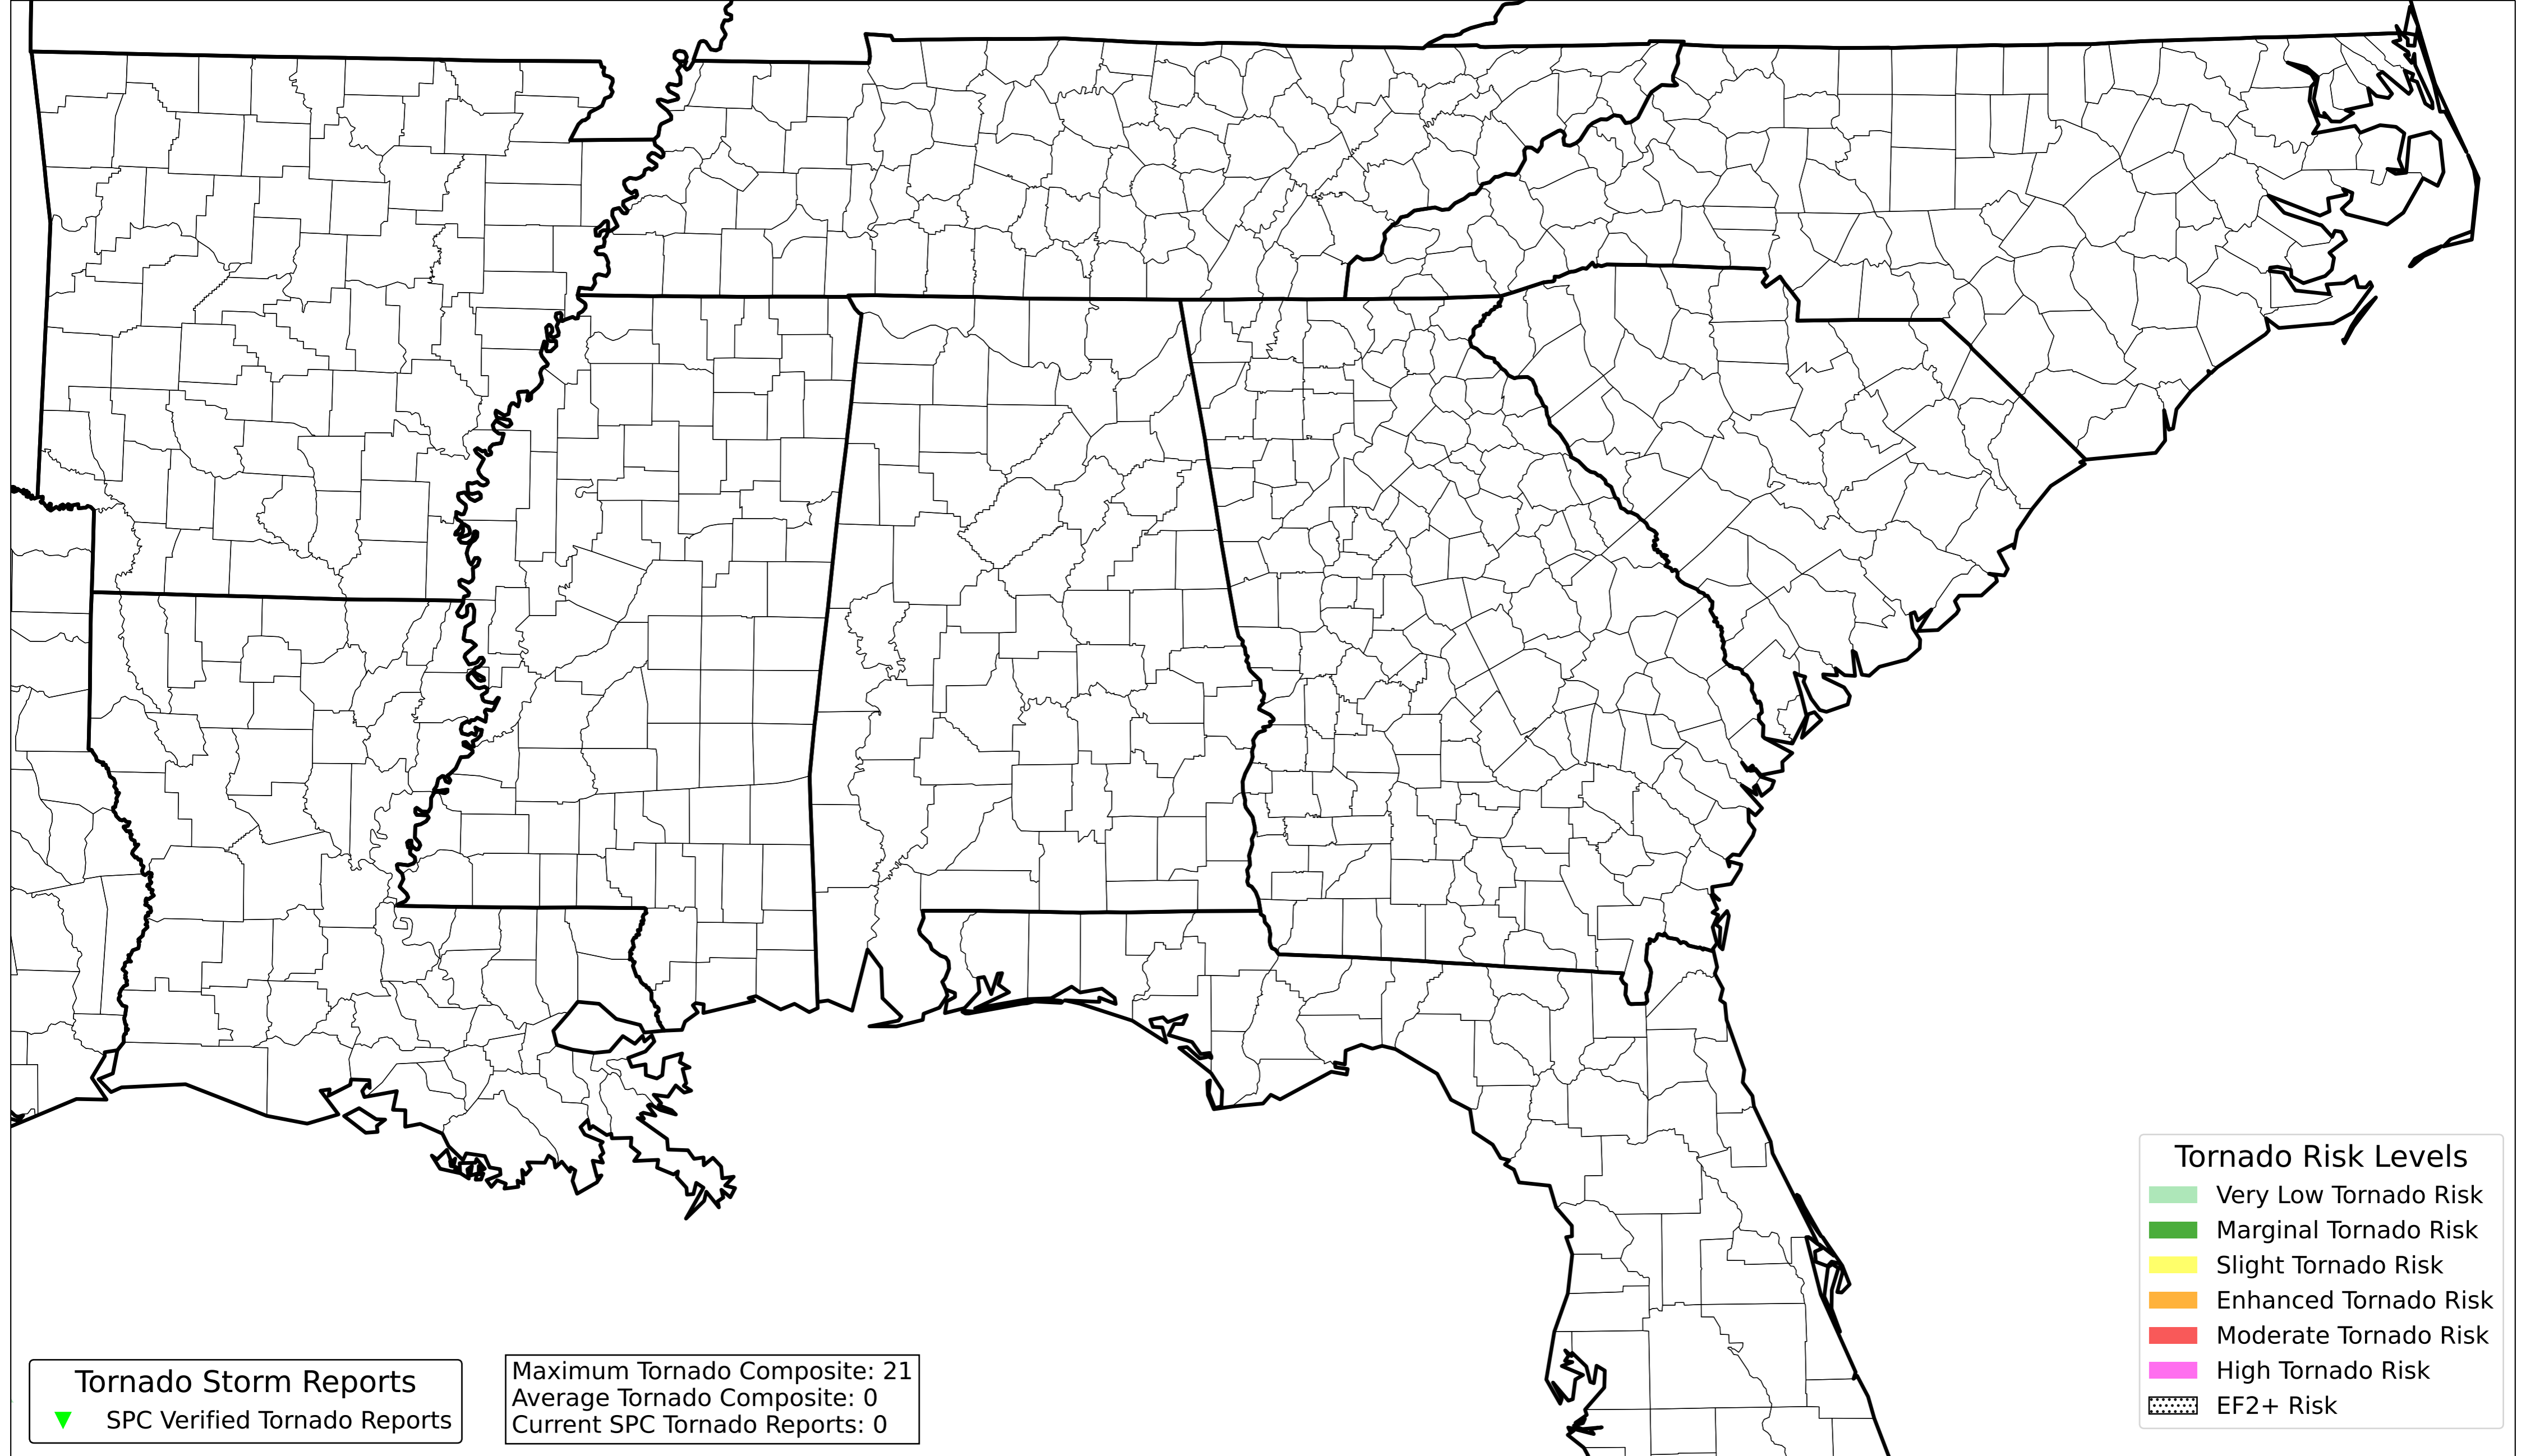 Tornado Storm Reports
SPC Verified Tornado Reports
Maximum Tornado Composite: 21
Average Tornado Composite: 0
Current SPC Tornado Reports: 0
Tornado Risk Levels
Very Low Tornado Risk
Marginal Tornado Risk
Slight Tornado Risk
Enhanced Tornado Risk
Moderate Tornado Risk
High Tornado Risk
EF2+ Risk